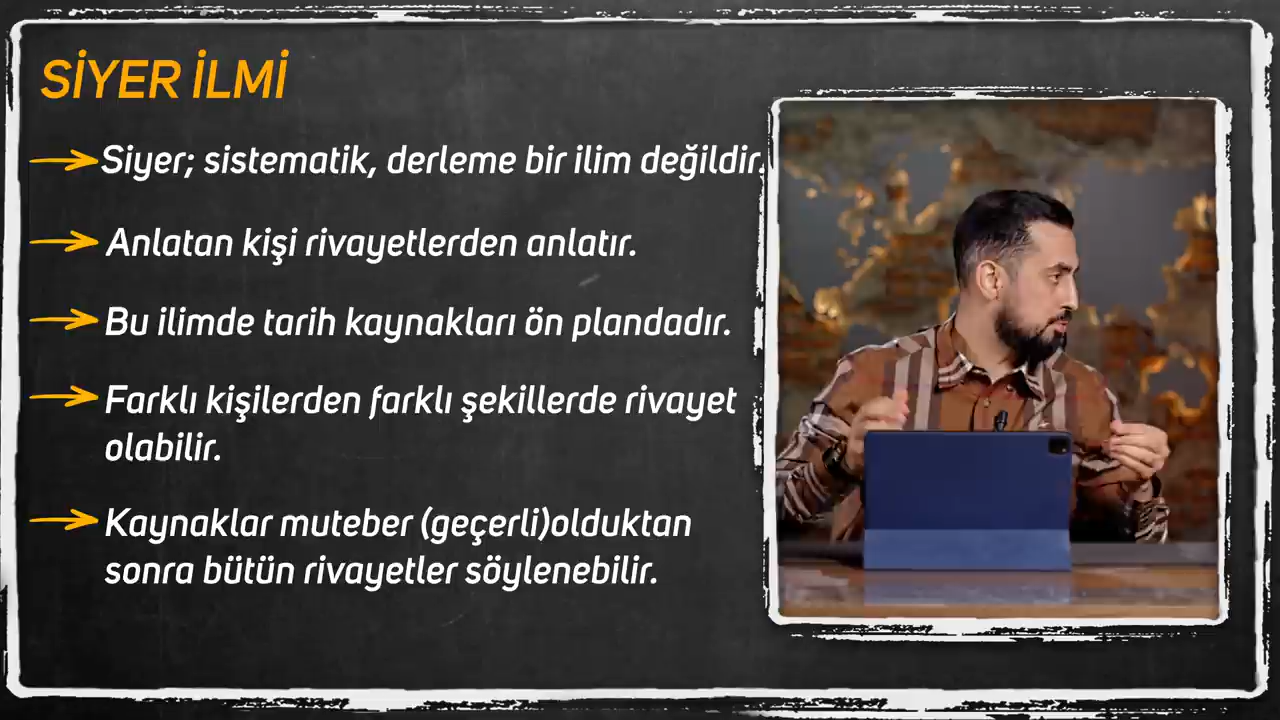 SİYER İLMİ
Siyer; sistematik, derleme bir ilim değildir.
Anlatan kişi rivayetlerden anlatır.
Bu ilimde tarih kaynakları ön plandadır.
Farklı kişilerden farklı şekillerde rivayet
olabilir.
Kaynaklar muteber (geçerli)olduktan
sonra bütün rivayetler söylenebilir.